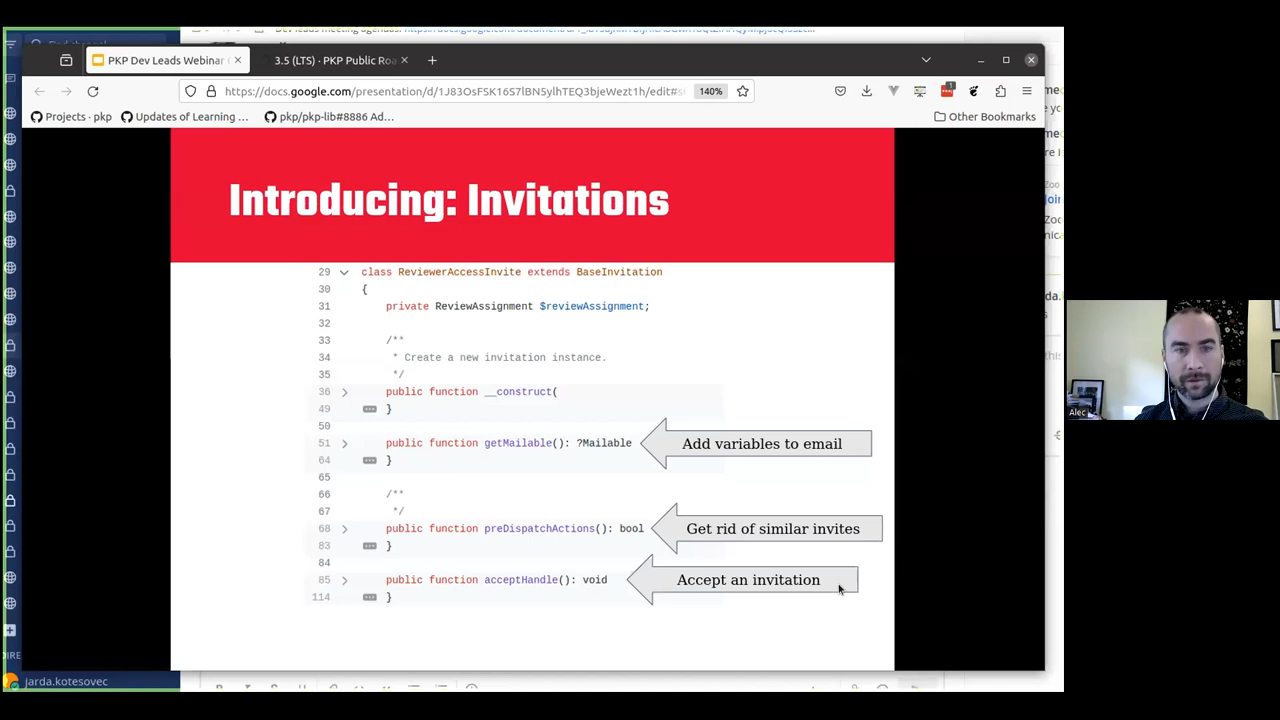 PKP Dev Leads Webinar
3.5 (LTS) · PKP Public Roa
https://docs.google.com/presentation/d/1J83OsFSK16S7lBN5ylhTEQ3bjeWezt1h/edit#s
140%
Projects · pkp
Updates of Learning ...
pkp/pkp-lib#8886 Ad...
Other Bookmarks
Introducing: Invitations
29 class ReviewerAccessInvite extends BaseInvitation
30 {
31 private ReviewAssignment $reviewAssignment;
32
33 /**
34 * Create a new invitation instance.
35 */
36 public function __construct(
49 }
50
51 public function getMailable(): ?Mailable
Add variables to email
64 }
65
66 /**
67 */
68 public function preDispatchActions(): bool
Get rid of similar invites
83 }
84
85 public function acceptHandle(): void
Accept an invitation
114 }
Alec
jarda.kotesovec